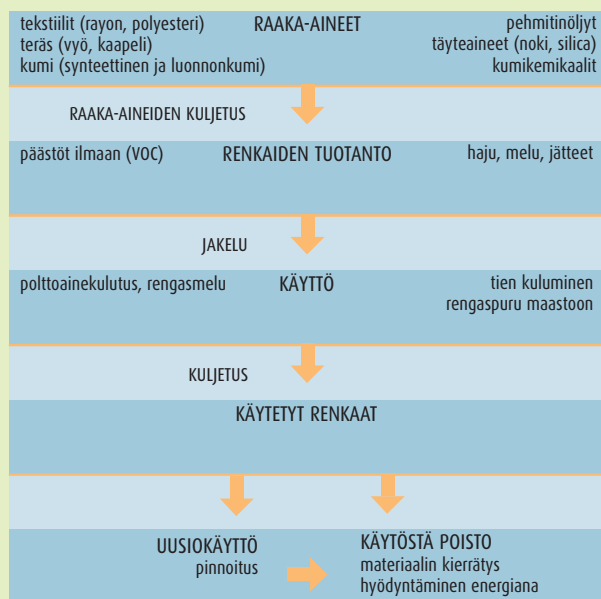 tekstiilit (rayon, polyesteri)
teräs (vyö, kaapeli)
kumi (synteettinen ja luonnonkumi)
RAAKA-AINEET
pehmitinöljyt
täyteaineet (noki, silica)
kumikemikaalit
RAAKA-AINEIDEN KULJETUS
päästöt ilmaan (VOC)
RENKAIDEN TUOTANTO
haju, melu, jätteet
JAKELU
polttoainekulutus, rengasmelu
KÄYTTÖ
tien kuluminen
rengaspuru maastoon
KULJETUS
KÄYTETYT RENKAAT
UUSIOKÄYTTÖ
pinnoitus
KÄYTÖSTÄ POISTO
materiaalin kierrätys
hyödyntäminen energiana